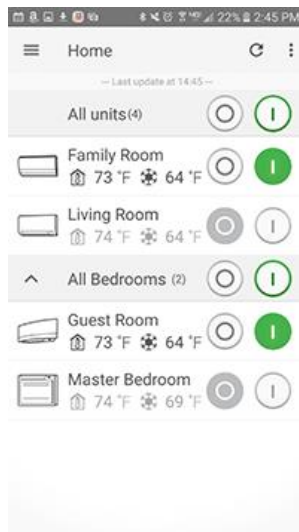 22% 2:45 PM
Home
--- Last update at 14:45 ---
All units(4)
Family Room
73 °F 64 °F
Living Room
74 °F 64 °F
All Bedrooms (2)
Guest Room
73 °F 64 °F
Master Bedroom
74 °F 69 °F